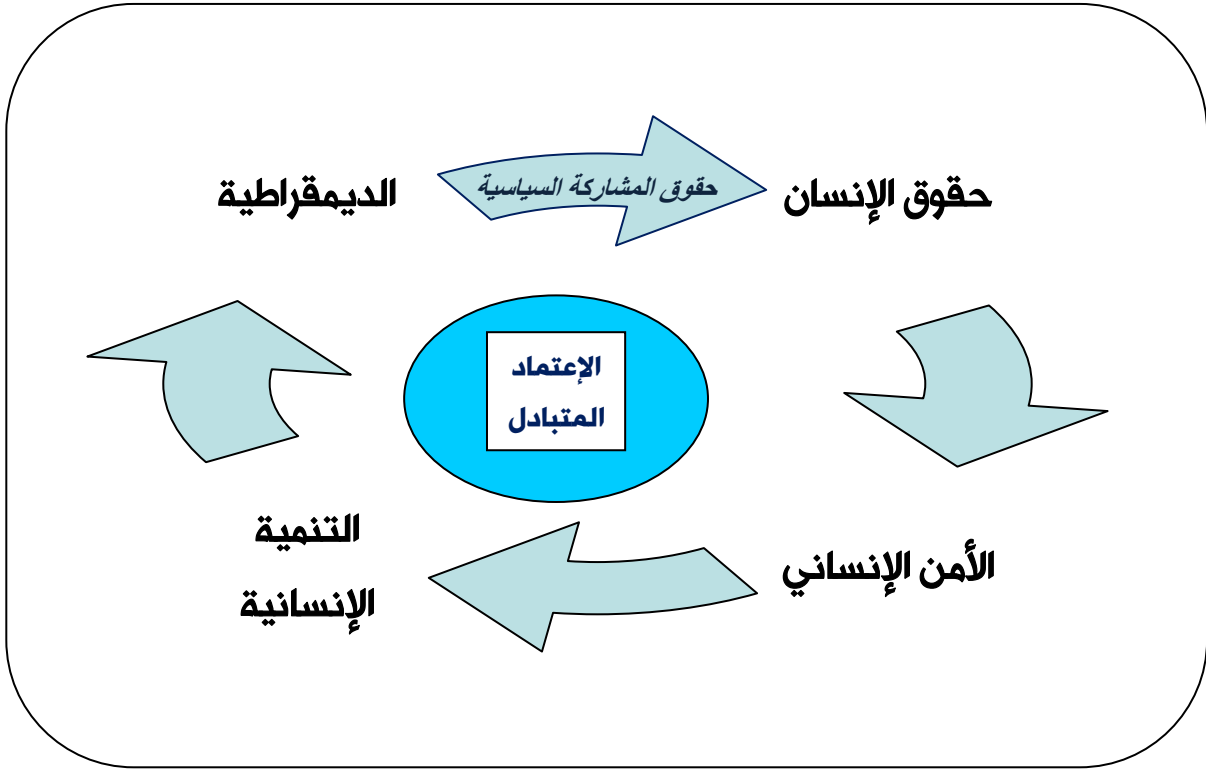 حقوق الإنسان
حقوق المشاركة السياسية
الديمقراطية
الإعتماد
المتبادل
الأمن الإنساني
التنمية
الإنسانية